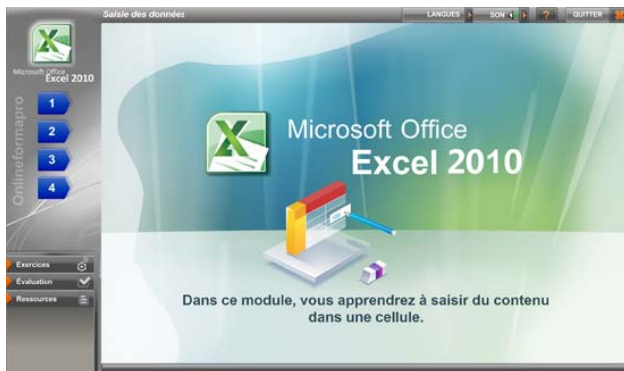 Saisie des données
LANGUES
SON
?
QUITTER
Microsoft Office
Excel 2010
Onlineformapro
1
2
3
4
Exercices
Évaluation
Ressources
Microsoft Office
Excel 2010
Dans ce module, vous apprendrez à saisir du contenu
dans une cellule.